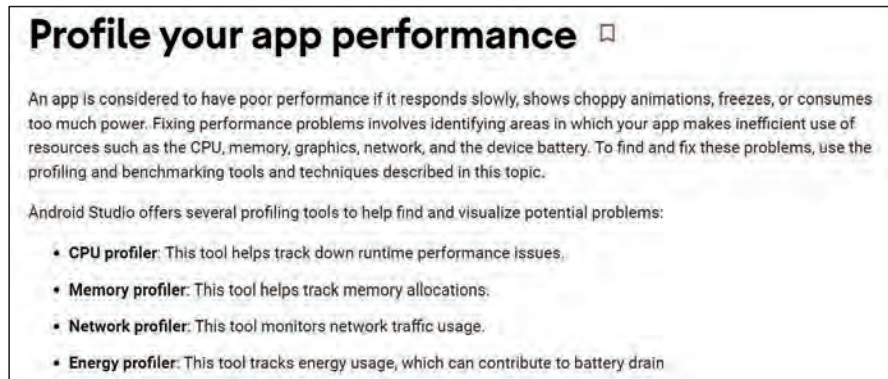 Profile your app performance
An app is considered to have poor performance if it responds slowly, shows choppy animations, freezes, or consumes
too much power. Fixing performance problems involves identifying areas in which your app makes inefficient use of
resources such as the CPU, memory, graphics, network, and the device battery. To find and fix these problems, use the
profiling and benchmarking tools and techniques described in this topic.
Android Studio offers several profiling tools to help find and visualize potential problems:
• CPU profiler: This tool helps track down runtime performance issues.
• Memory profiler: This tool helps track memory allocations.
• Network profiler: This tool monitors network traffic usage.
• Energy profiler: This tool tracks energy usage, which can contribute to battery drain